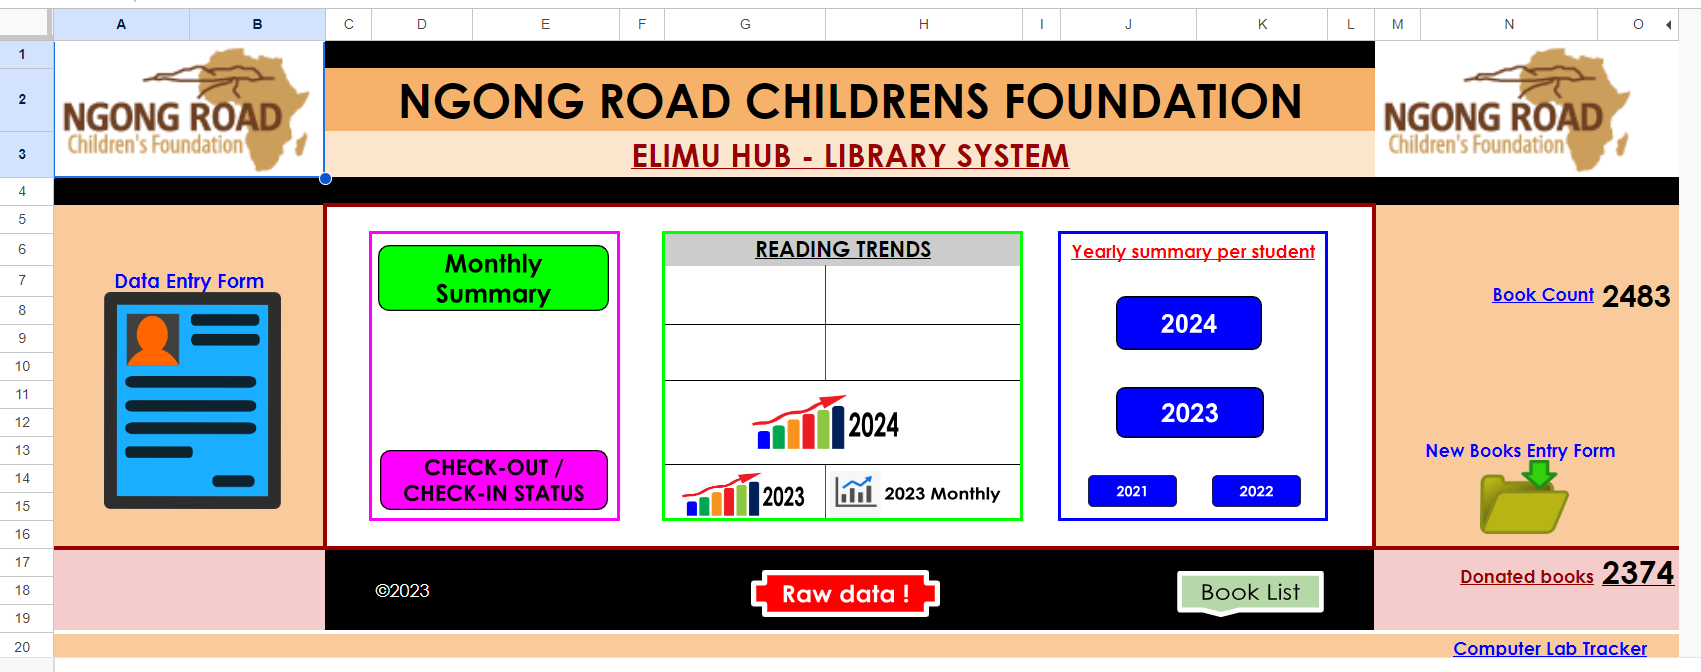 A B C D E F G H I J K L M N O
1
NGONG ROAD
Children's Foundation
2
NGONG ROAD CHILDRENS FOUNDATION
NGONG ROAD
Children's Foundation
3
ELIMU HUB - LIBRARY SYSTEM
4
5
6
7
8
9
10
11
12
13
14
15
16
17
18
19
20
Data Entry Form
Monthly
Summary
CHECK-OUT /
CHECK-IN STATUS
READING TRENDS
2024
2023
2023 Monthly
Yearly summary per student
2024
2023
2021
2022
Book Count 2483
New Books Entry Form
©2023
Raw data !
Book List
Donated books 2374
Computer Lab Tracker